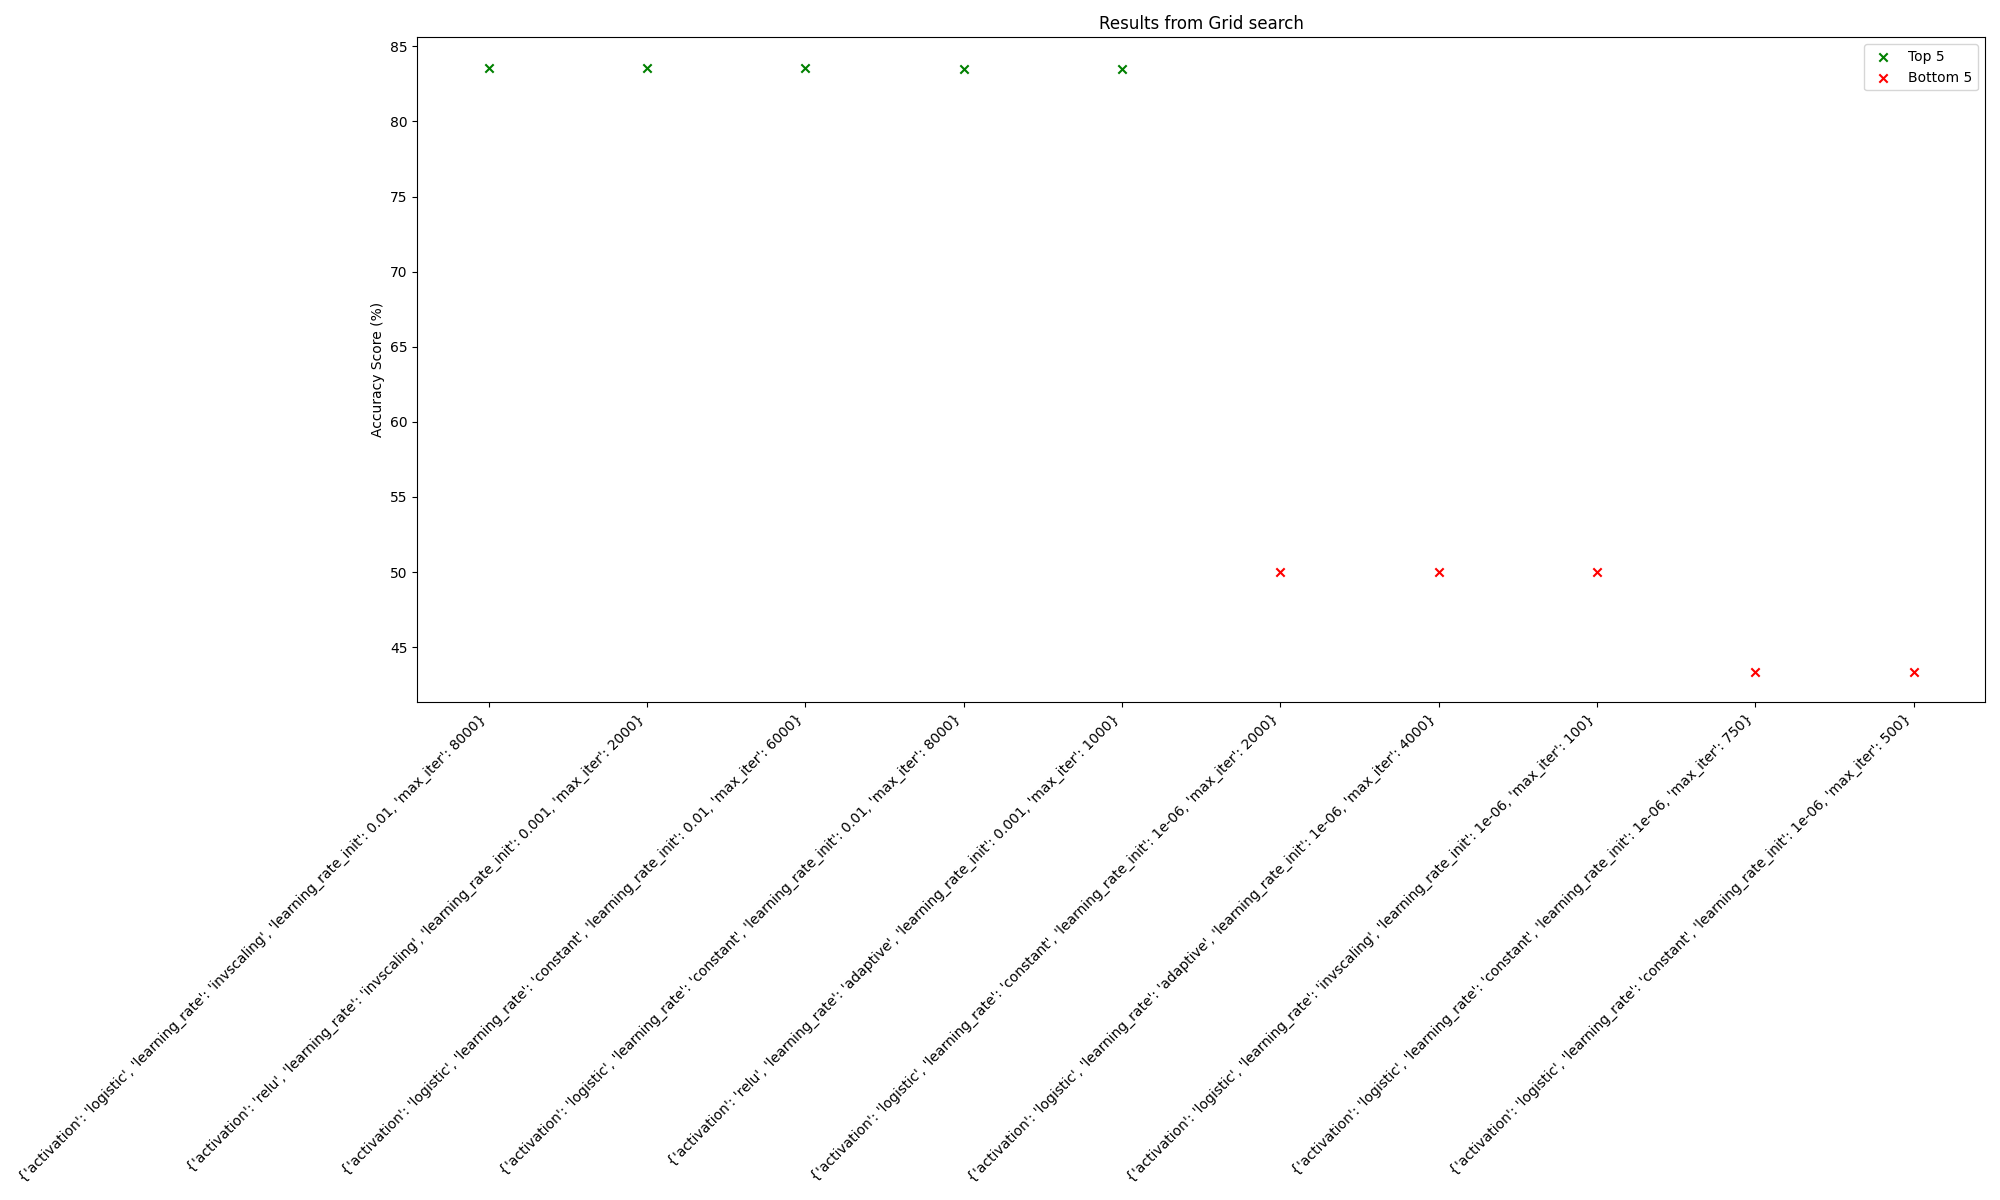 Results from Grid search
Top 5
Bottom 5
Accuracy Score (%)
85
80
75
70
65
60
55
50
45
{'activation': 'logistic', 'learning_rate': 'invscaling', 'learning_rate_init': 0.01, 'max_iter': 8000}
{'activation': 'relu', 'learning_rate': 'invscaling', 'learning_rate_init': 0.001, 'max_iter': 2000}
{'activation': 'logistic', 'learning_rate': 'constant', 'learning_rate_init': 0.01, 'max_iter': 6000}
{'activation': 'logistic', 'learning_rate': 'constant', 'learning_rate_init': 0.01, 'max_iter': 8000}
{'activation': 'relu', 'learning_rate': 'adaptive', 'learning_rate_init': 0.001, 'max_iter': 1000}
{'activation': 'logistic', 'learning_rate': 'constant', 'learning_rate_init': 1e-06, 'max_iter': 2000}
{'activation': 'logistic', 'learning_rate': 'adaptive', 'learning_rate_init': 1e-06, 'max_iter': 4000}
{'activation': 'logistic', 'learning_rate': 'invscaling', 'learning_rate_init': 1e-06, 'max_iter': 100}
{'activation': 'logistic', 'learning_rate': 'constant', 'learning_rate_init': 1e-06, 'max_iter': 750}
{'activation': 'logistic', 'learning_rate': 'constant', 'learning_rate_init': 1e-06, 'max_iter': 500}